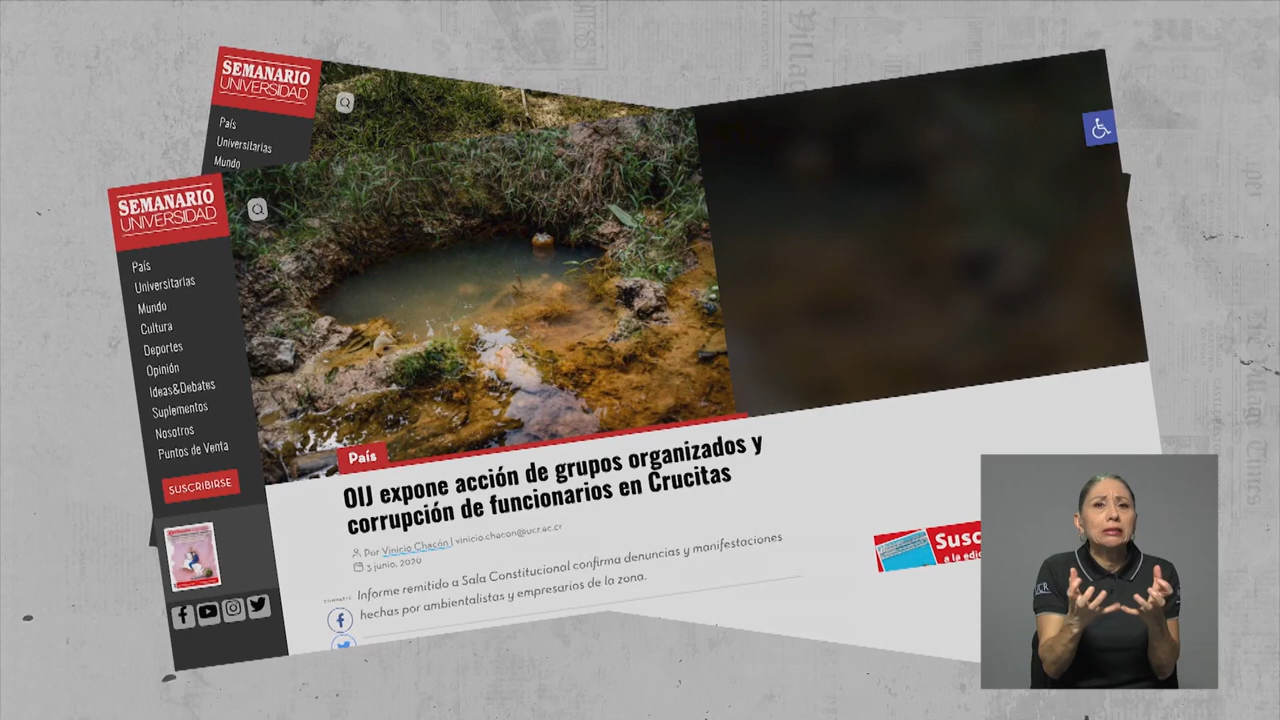 SEMANARIO
UNIVERSIDAD
País
Universitarias
Mundo
SEMANARIO
UNIVERSIDAD
País
Universitarias
Mundo
Cultura
Deportes
Opinión
Ideas&Debates
Suplementos
Nosotros
Puntos de Venta
SUSCRIBIRSE
País
OIJ expone acción de grupos organizados y
corrupción de funcionarios en Crucitas
Por Vinicio Chacón | vinicio.chacon@ucr.ac.cr
3 junio, 2020
Informe remitido a Sala Constitucional confirma denuncias y manifestaciones
hechas por ambientalistas y empresarios de la zona.
Susc
a la edic
UCR